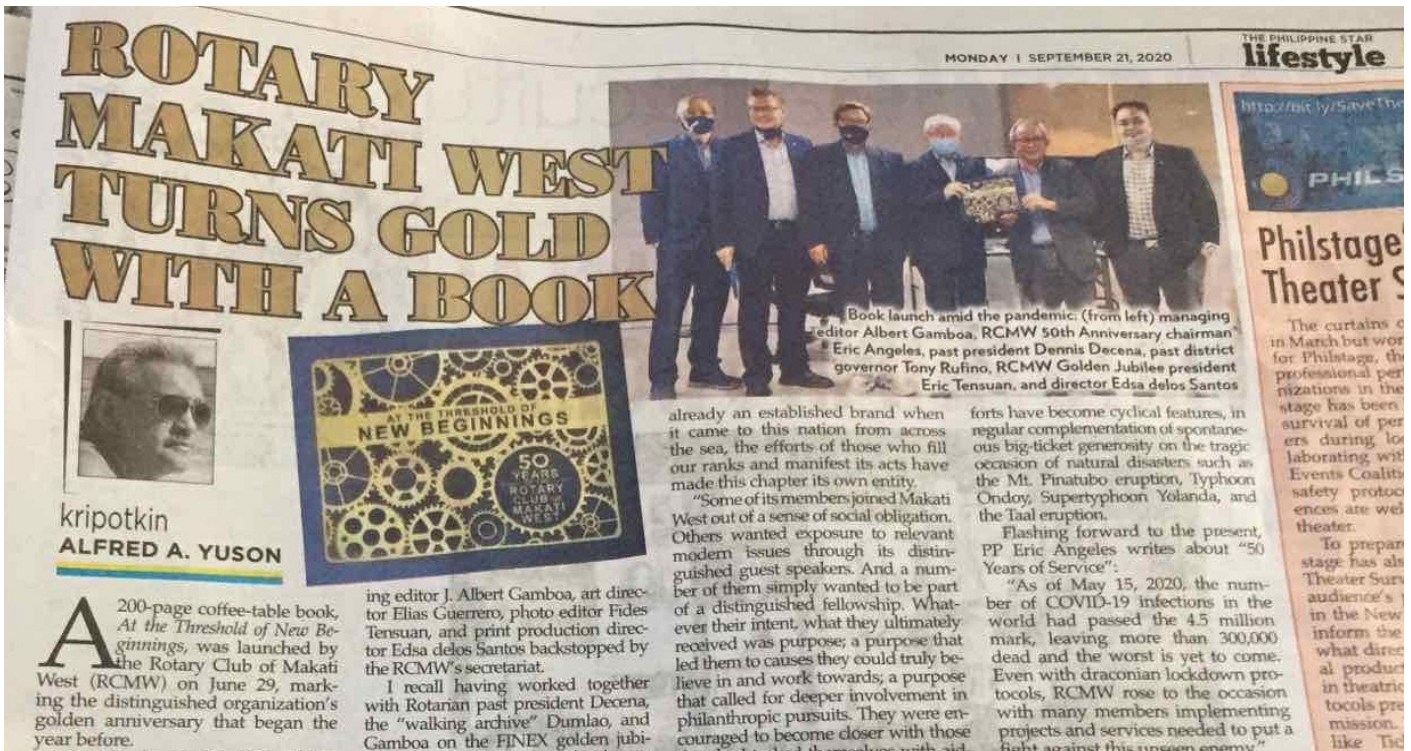 MONDAY | SEPTEMBER 21, 2020
THE PHILIPPINE STAR
lifestyle
ROTARY
MAKATI WEST
TURNS GOLD
WITH A BOOK
Book launch amid the pandemic: (from left) managing
editor Albert Gamboa, RCMW 50th Anniversary chairman
Eric Angeles, past president Dennis Decena, past district
governor Tony Rufino, RCMW Golden Jubilee president
Eric Tensuan, and director Edsa delos Santos
kripotkin
ALFRED A. YUSON
AT THE THRESHOLD OF
NEW BEGINNINGS
50
YEARS
ROTARY
CLUB OF
MAKATI
WEST
A 200-page coffee-table book,
At the Threshold of New Be-
ginnings, was launched by
the Rotary Club of Makati
West (RCMW) on June 29, mark-
ing the distinguished organization's
golden anniversary that began the
year before.
ing editor J. Albert Gamboa, art direc-
tor Elias Guerrero, photo editor Fides
Tensuan, and print production direc-
tor Edsa delos Santos backstopped by
the RCMW's secretariat.
I recall having worked together
with Rotarian past president Decena,
the "walking archive" Dumlao, and
Gamboa on the FINEX golden jubi-
already an established brand when
it came to this nation from across
the sea, the efforts of those who fill
our ranks and manifest its acts have
made this chapter its own entity.
"Some of its members joined Makati
West out of a sense of social obligation.
Others wanted exposure to relevant
modern issues through its distin-
guished guest speakers. And a num-
ber of them simply wanted to be part
of a distinguished fellowship. What-
ever their intent, what they ultimately
received was purpose; a purpose that
led them to causes they could truly be-
lieve in and work towards; a purpose
that called for deeper involvement in
philanthropic pursuits. They were en-
couraged to become closer with those
forts have become cyclical features, in
regular complementation of spontane-
ous big-ticket generosity on the tragic
occasion of natural disasters such as
the Mt. Pinatubo eruption, Typhoon
Ondoy, Supertyphoon Yolanda, and
the Taal eruption.
Flashing forward to the present,
PP Eric Angeles writes about "50
Years of Service":
"As of May 15, 2020, the num-
ber of COVID-19 infections in the
world had passed the 4.5 million
mark, leaving more than 300,000
dead and the worst is yet to come.
Even with draconian lockdown pro-
tocols, RCMW rose to the occasion
with many members implementing
projects and services needed to put a
fight against this unseen enemy."
http://bit.ly/SaveThe
PHILS
Philstage'
Theater S
The curtains
in March but
for Philstage,
professional
nizations in the
stage has been
survival of
ers during
laborating
Events
safety
ences are
theater.
To
stage has
Theater
audience's
in the New
inform the
what
al
in
tocols
mission.
like